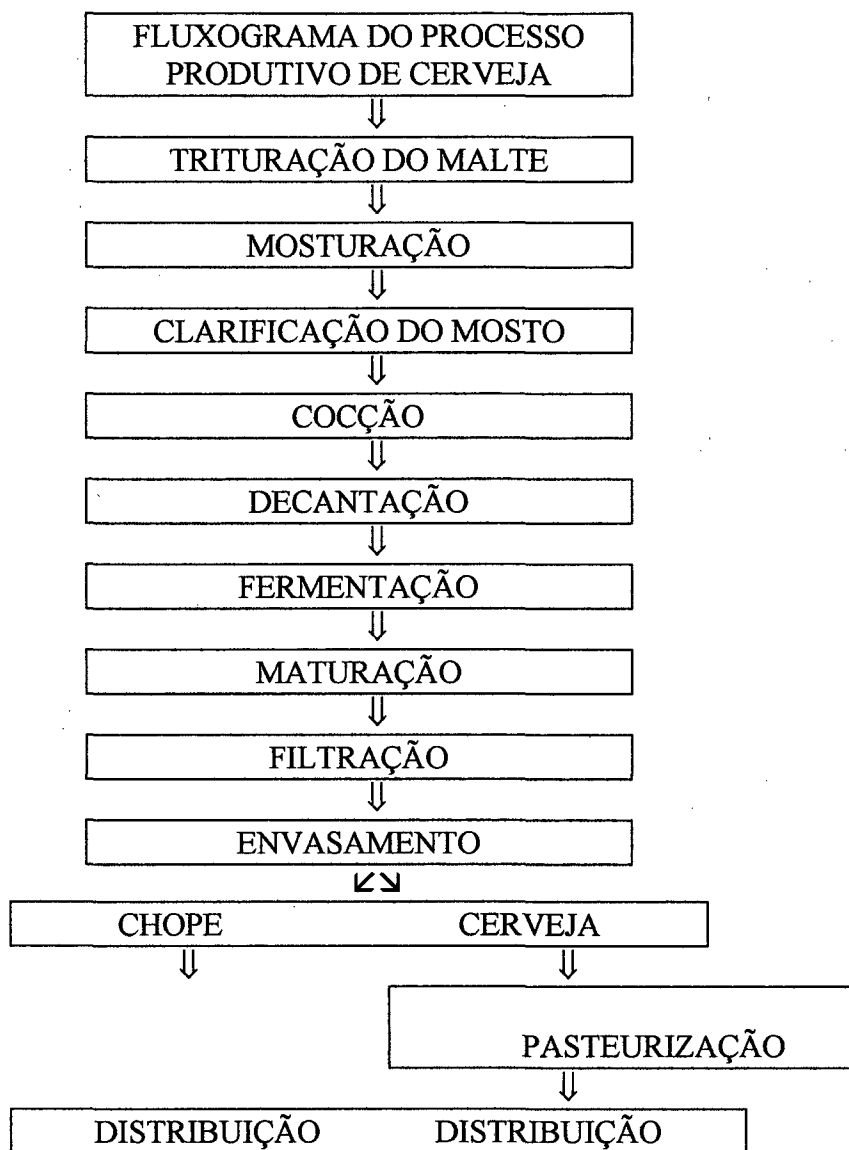 FLUXOGRAMA DO PROCESSO
PRODUTIVO DE CERVEJA
TRITURAÇÃO DO MALTE
MOSTURAÇÃO
CLARIFICAÇÃO DO MOSTO
COCÇÃO
DECANTAÇÃO
FERMENTAÇÃO
MATURAÇÃO
FILTRAÇÃO
ENVASAMENTO
CHOPE CERVEJA
PASTEURIZAÇÃO
DISTRIBUIÇÃO DISTRIBUIÇÃO